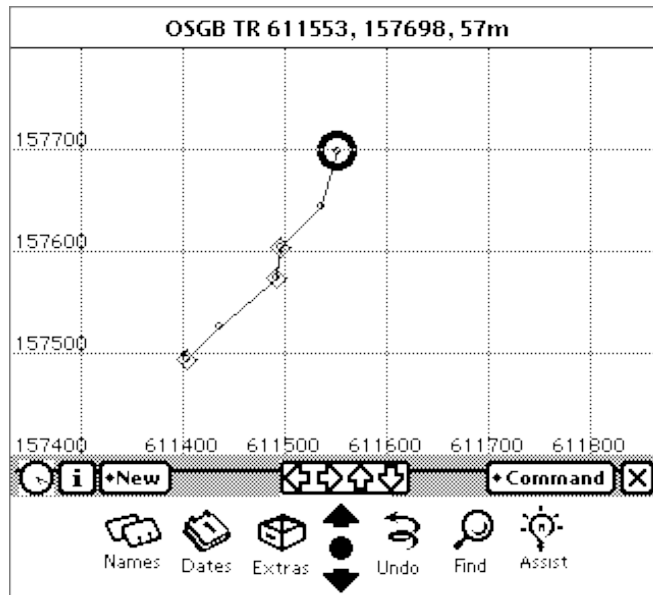 OSGB TR 611553, 157698, 57m
157700
157600
157500
157400 611400 611500 611600 611700 611800
i New Command
Names Dates Extras Undo Find Assist